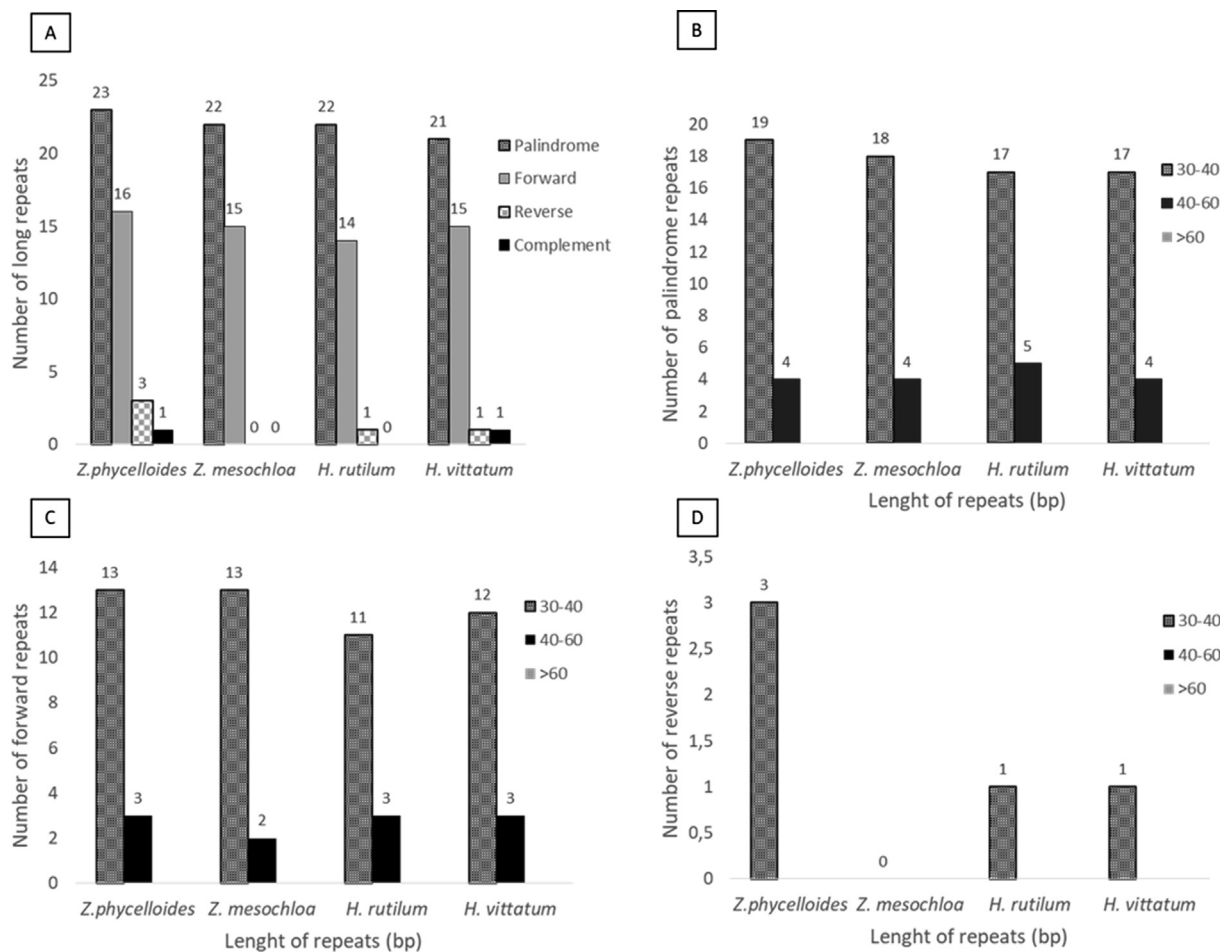 A
Number of long repeats
25
20
15
10
5
0
23
16
3
1
22
15
0
0
22
14
1
0
21
15
1
1
Palindrome
Forward
Reverse
Complement
Z.phycelloides
Z. mesochloa
H. rutilum
H. vittatum
B
Number of palindrome repeats
20
18
16
14
12
10
8
6
4
2
0
19
4
18
4
17
5
17
4
30-40
40-60
>60
Z.phycelloides
Z. mesochloa
H. rutilum
H. vittatum
Lenght of repeats (bp)
C
Number of forward repeats
14
12
10
8
6
4
2
0
13
3
13
2
11
3
12
3
30-40
40-60
>60
Z.phycelloides
Z. mesochloa
H. rutilum
H. vittatum
Lenght of repeats (bp)
D
Number of reverse repeats
3,5
3
2,5
2
1,5
1
0,5
0
3
0
1
1
30-40
40-60
>60
Z.phycelloides
Z. mesochloa
H. rutilum
H. vittatum
Lenght of repeats (bp)